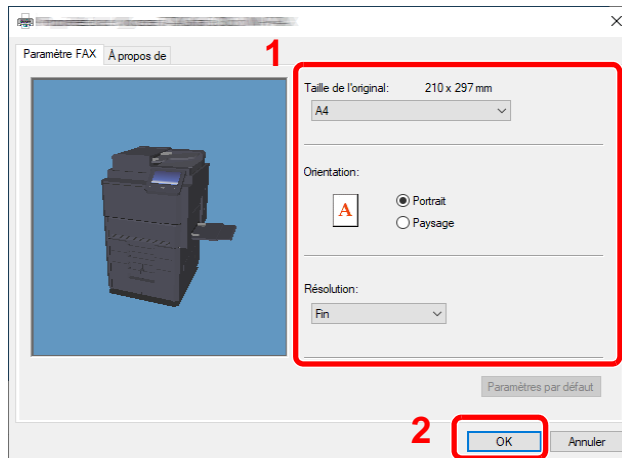 Paramètre FAX À propos de
1
Taille de l'original: 210 x 297 mm
A4
Orientation:
A
Portrait
Paysage
Résolution:
Fin
Paramètres par défaut
2
OK Annuler